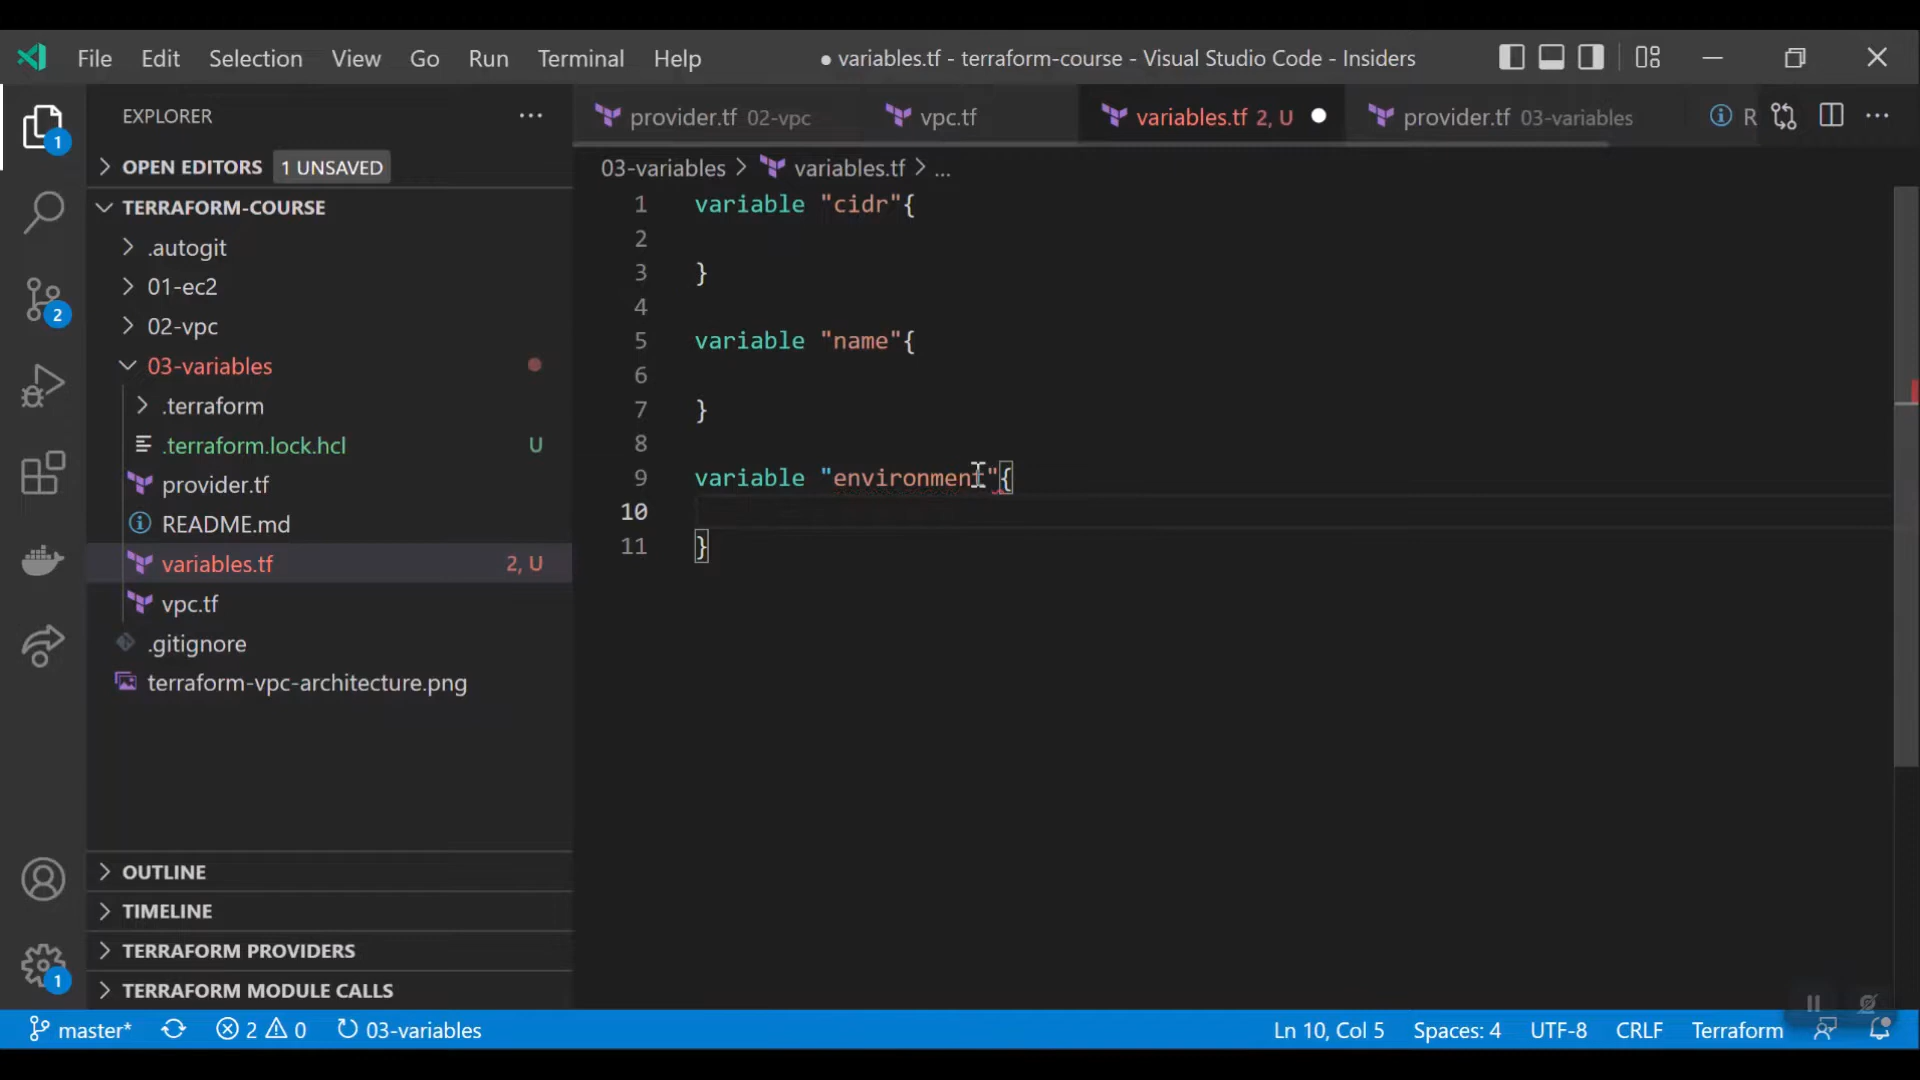 File Edit Selection View Go Run Terminal Help ● variables.tf - terraform-course - Visual Studio Code - Insiders
EXPLORER
provider.tf 02-vpc vpc.tf variables.tf 2, U provider.tf 03-variables R
OPEN EDITORS 1 UNSAVED
03-variables > variables.tf > ...
TERRAFORM-COURSE
.autogit
01-ec2
02-vpc
03-variables
.terraform
.terraform.lock.hcl U
provider.tf
README.md
variables.tf 2, U
vpc.tf
.gitignore
terraform-vpc-architecture.png
OUTLINE
TIMELINE
TERRAFORM PROVIDERS
TERRAFORM MODULE CALLS
1 variable "cidr"{
2
3 }
4
5 variable "name"{
6
7 }
8
9 variable "environment"{
10
11 }
1
2
1
master* 2 0 03-variables Ln 10, Col 5 Spaces: 4 UTF-8 CRLF Terraform